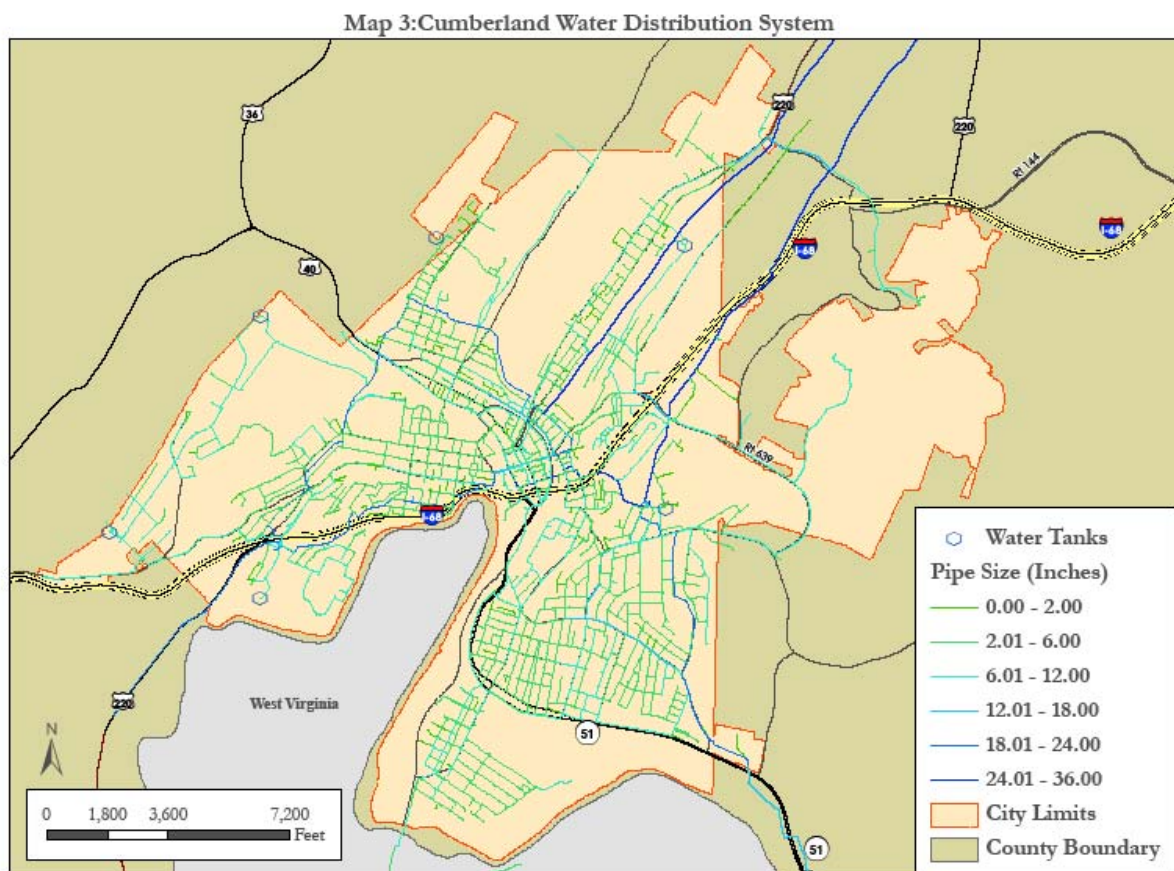 Map 3:Cumberland Water Distribution System
36
220
220
Rt 144
I-68
I-68
40
Rt 639
I-68
West Virginia
220
51
51
N
0 1,800 3,600 7,200
Feet
Water Tanks
Pipe Size (Inches)
0.00 - 2.00
2.01 - 6.00
6.01 - 12.00
12.01 - 18.00
18.01 - 24.00
24.01 - 36.00
City Limits
County Boundary